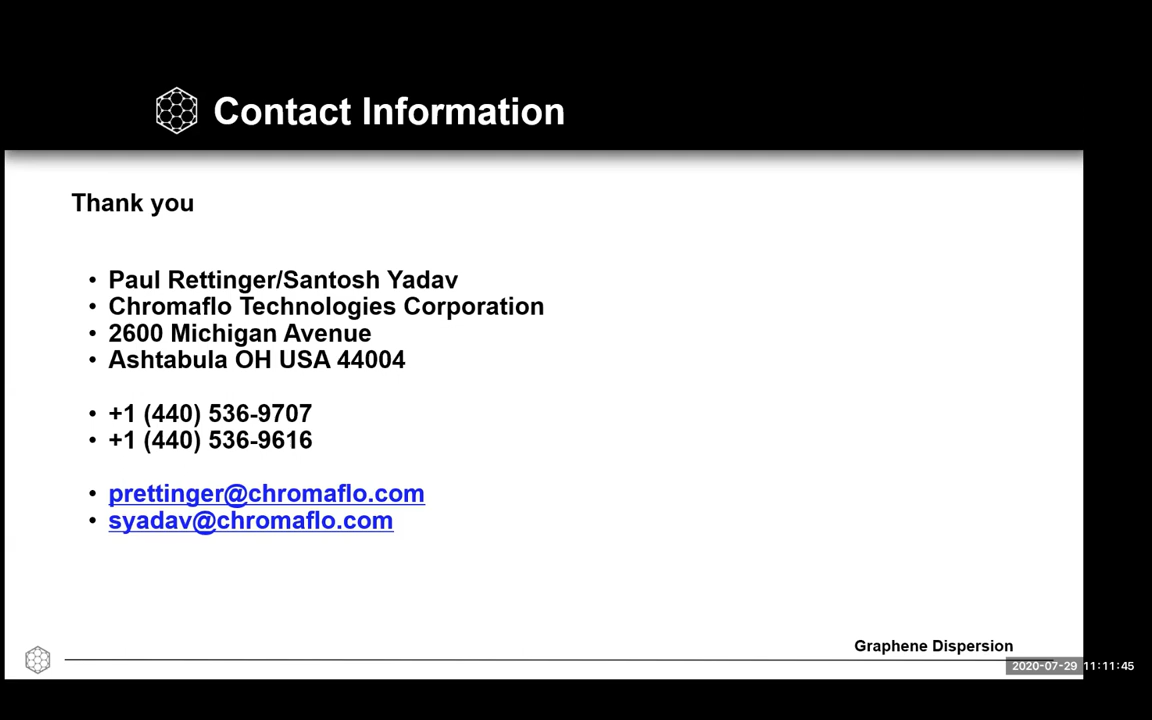 Contact Information
Thank you
• Paul Rettinger/Santosh Yadav
• Chromaflo Technologies Corporation
• 2600 Michigan Avenue
• Ashtabula OH USA 44004
• +1 (440) 536-9707
• +1 (440) 536-9616
• prettinger@chromaflo.com
• syadav@chromaflo.com
Graphene Dispersion
2020-07-29 11:11:45